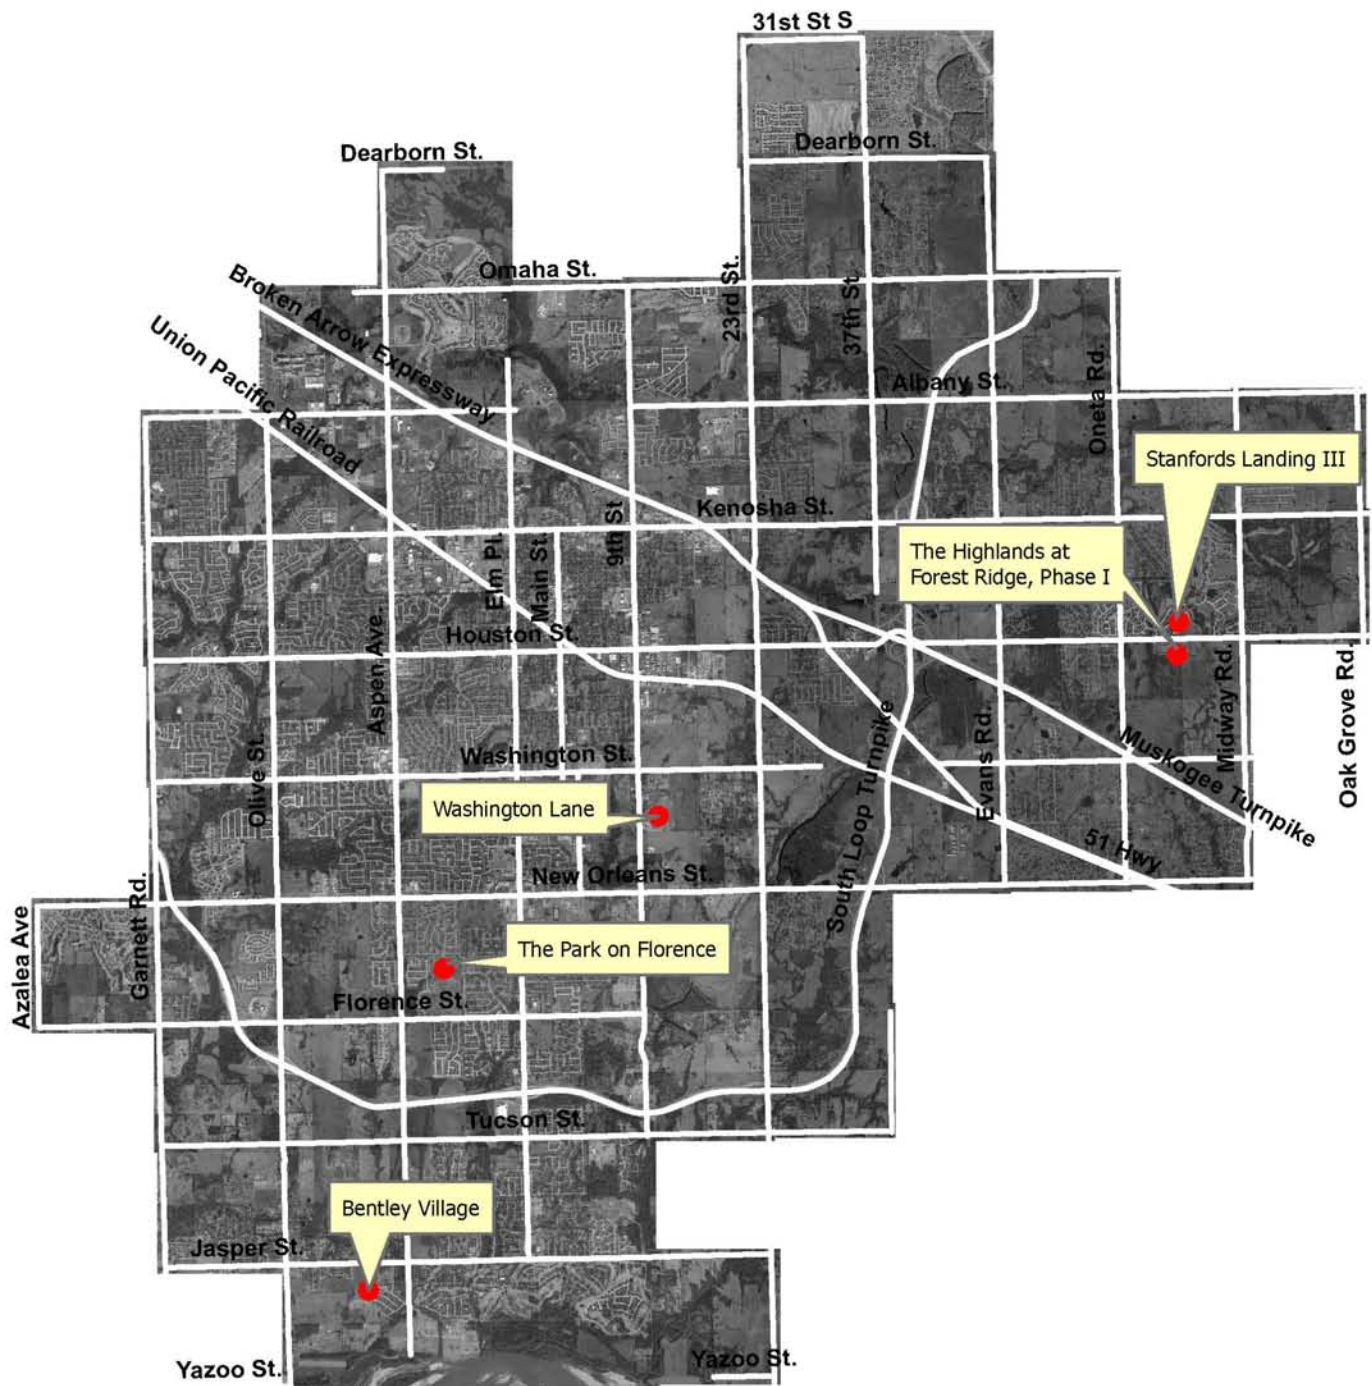 31st St S
Dearborn St.
Dearborn St.
Omaha St.
Broken Arrow Expressway
23rd St.
37th St.
Union Pacific Railroad
Albany St.
Oneta Rd.
Stanfords Landing III
Kenosha St.
9th St
Elm Pl.
Main St.
The Highlands at
Forest Ridge, Phase I
Houston St.
Aspen Ave.
Midway Rd.
Oak Grove Rd.
Olive St.
Washington St.
South Loop Turnpike
Evans Rd.
Muskogee Turnpike
Washington Lane
51 Hwy
New Orleans St.
Azalea Ave
Garnett Rd.
The Park on Florence
Florence St.
Tucson St.
Bentley Village
Jasper St.
Yazoo St.
Yazoo St.